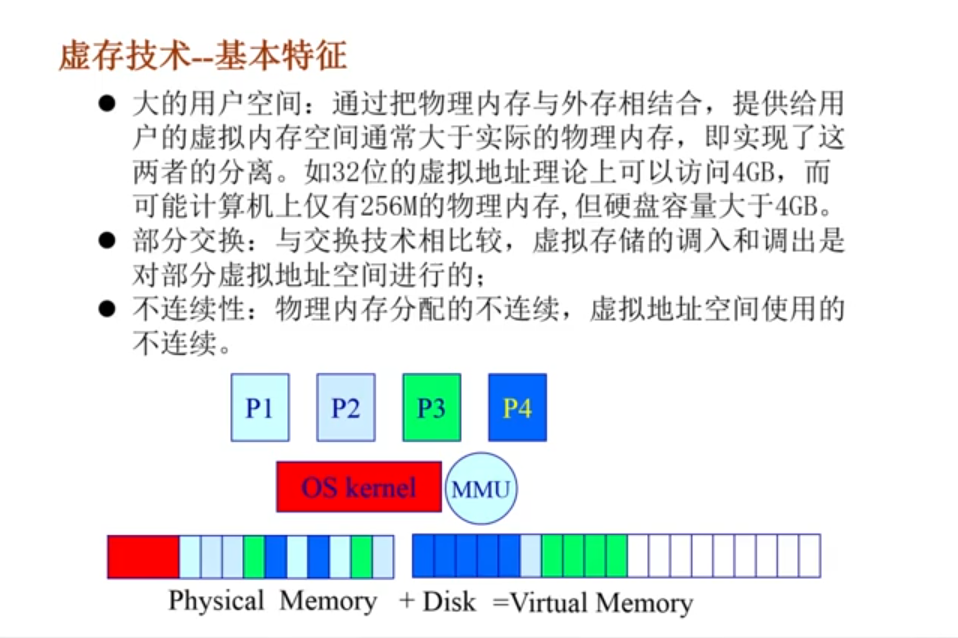 虚存技术--基本特征
● 大的用户空间：通过把物理内存与外存相结合，提供给用
户的虚拟内存空间通常大于实际的物理内存，即实现了这
两者的分离。如32位的虚拟地址理论上可以访问4GB，而
可能计算机上仅有256M的物理内存,但硬盘容量大于4GB。
● 部分交换：与交换技术相比较，虚拟存储的调入和调出是
对部分虚拟地址空间进行的；
● 不连续性：物理内存分配的不连续，虚拟地址空间使用的
不连续。
P1 P2 P3 P4
OS kernel MMU
Physical Memory + Disk =Virtual Memory